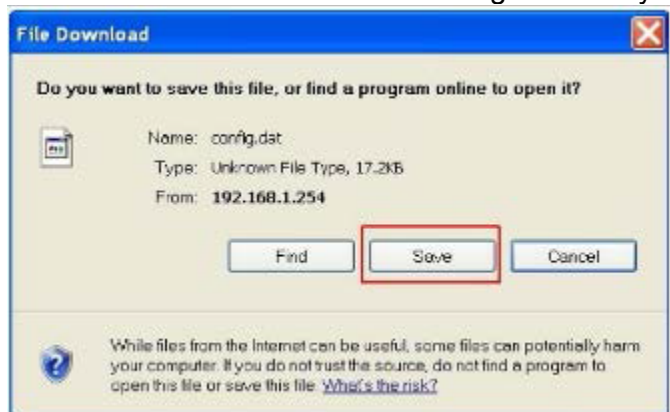 File Download
Do you want to save this file, or find a program online to open it?
Name: config.dat
Type: Unknown File Type, 17.2KB
From: 192.168.1.254
Find
Save
Cancel
While files from the Internet can be useful, some files can potentially harm
your computer. If you do not trust the source, do not find a program to
open this file or save this file. What's the risk?